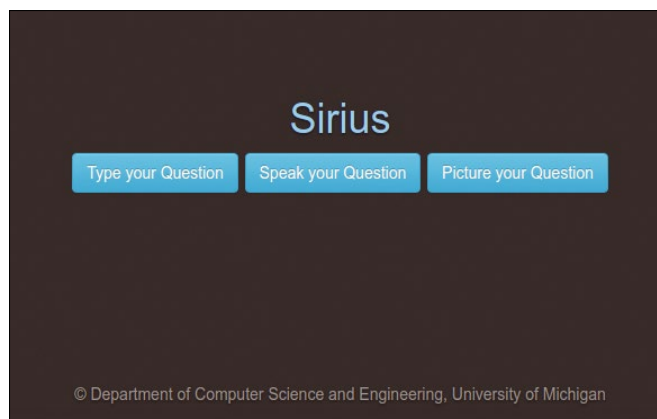 Sirius
Type your Question Speak your Question Picture your Question
© Department of Computer Science and Engineering, University of Michigan